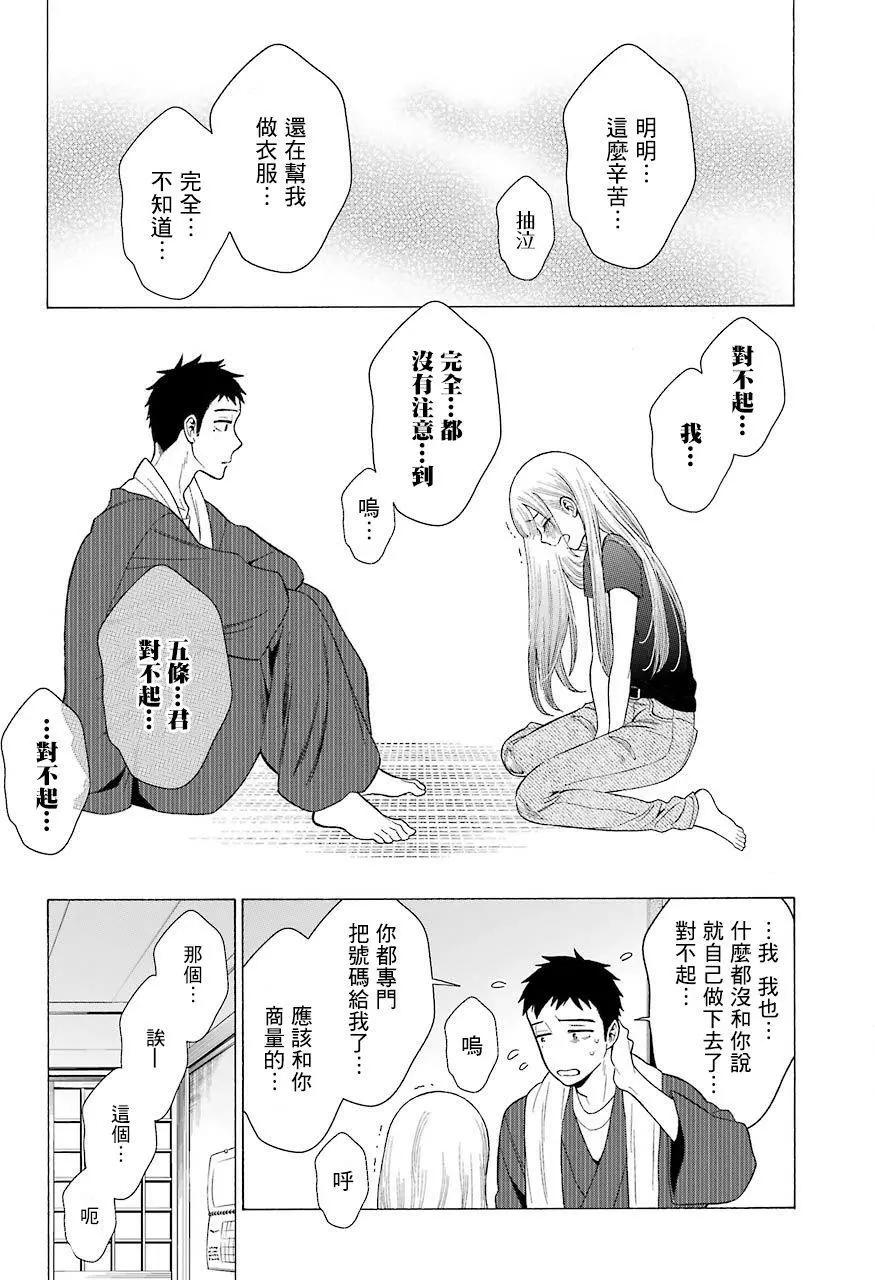 明明…
這麼辛苦…
抽泣
還在幫我
做衣服…
完全…
不知道…
對不起…
我…
完全…都
沒有注意…到
嗚…
五條…君
對不起…
…對不起…
…我 我也…
什麼都沒和你說
就自己做下去了…
對不起…
嗚
你都專門
把號碼給我了…
應該和你
商量的…
呼
那個…
誒—
這個…
呃